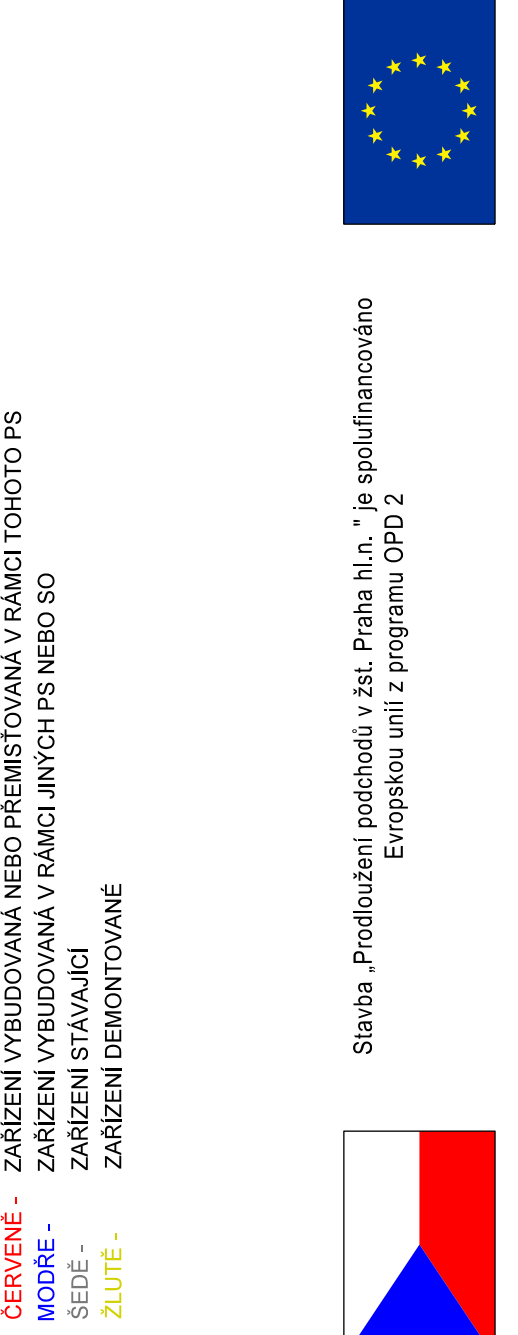 ČERVENĚ - ZAŘÍZENÍ VYBUDOVANÁ NEBO PŘEMISŤOVANÁ V RÁMCI TOHOTO PS
MODŘE - ZAŘÍZENÍ VYBUDOVANÁ V RÁMCI JINÝCH PS NEBO SO
ŠEDĚ - ZAŘÍZENÍ STÁVAJÍCÍ
ŽLUTĚ - ZAŘÍZENÍ DEMONTOVANÉ
Stavba „Prodloužení podchodů v žst. Praha hl.n. " je spolufinancováno
Evropskou unií z programu OPD 2